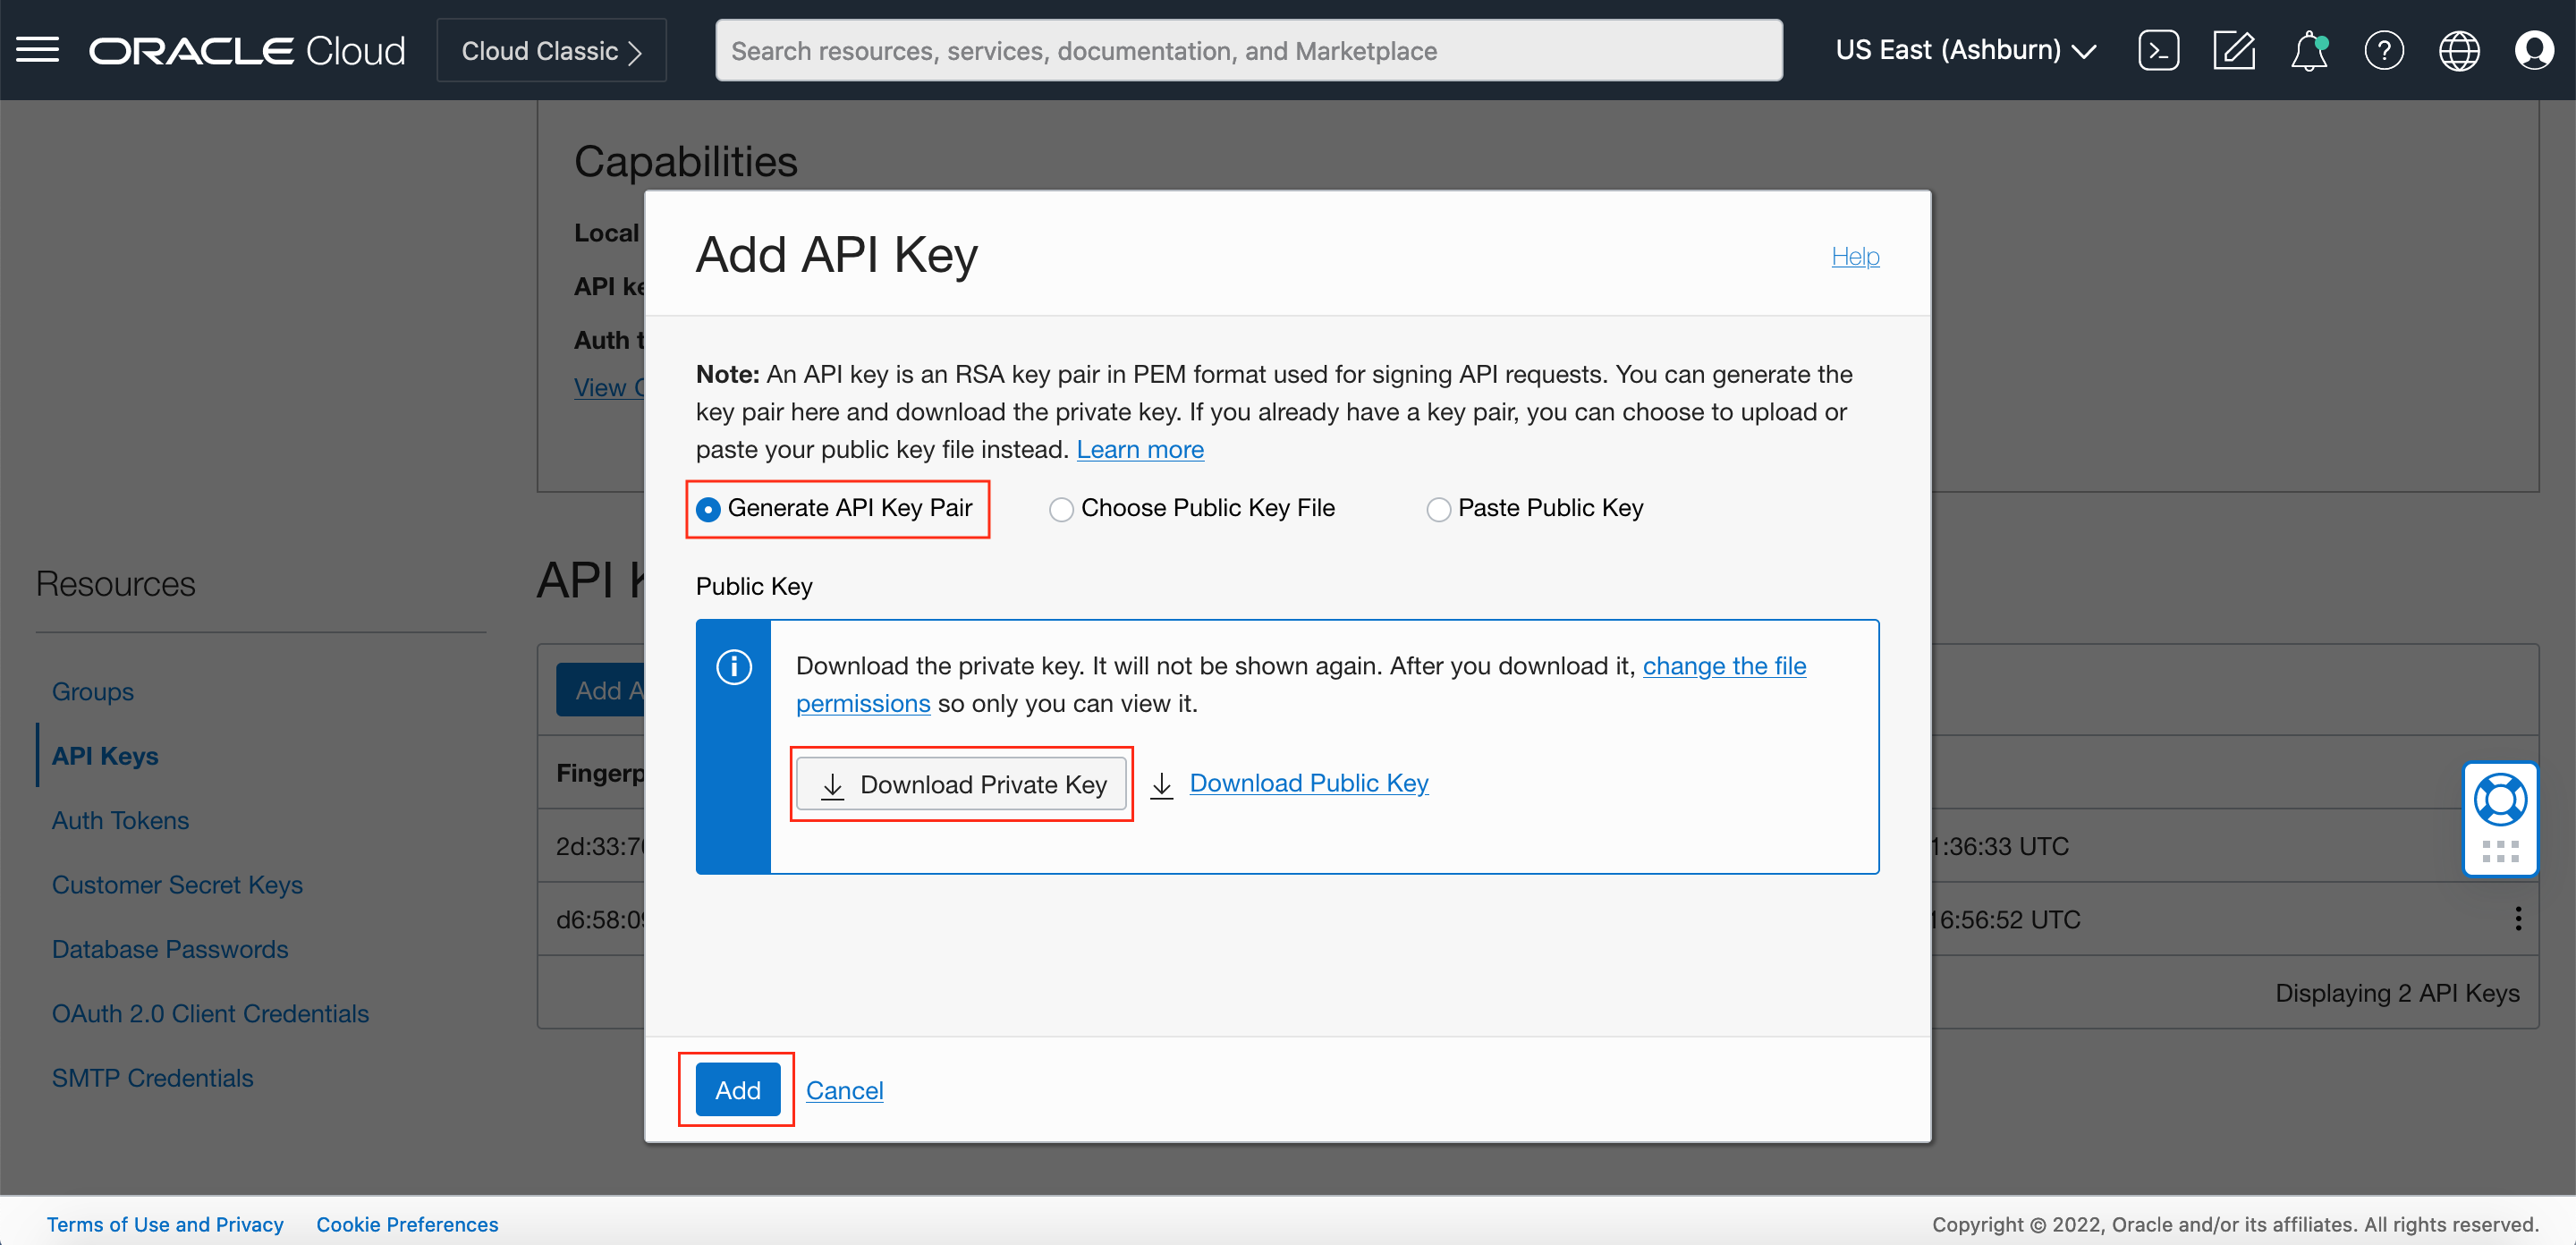 ORACLE Cloud
Cloud Classic
Search resources, services, documentation, and Marketplace
US East (Ashburn)
Capabilities
Local
API
Auth
View
Add API Key
Help
Note: An API key is an RSA key pair in PEM format used for signing API requests. You can generate the
key pair here and download the private key. If you already have a key pair, you can choose to upload or
paste your public key file instead. Learn more
Generate API Key Pair
Choose Public Key File
Paste Public Key
Public Key
Download the private key. It will not be shown again. After you download it, change the file
permissions so only you can view it.
Download Private Key
Download Public Key
Add
Cancel
Resources
Groups
API Keys
Auth Tokens
Customer Secret Keys
Database Passwords
OAuth 2.0 Client Credentials
SMTP Credentials
API
Add
Fingerp
2d:33:7
1:36:33 UTC
d6:58:0
16:56:52 UTC
Displaying 2 API Keys
Terms of Use and Privacy
Cookie Preferences
Copyright © 2022, Oracle and/or its affiliates. All rights reserved.